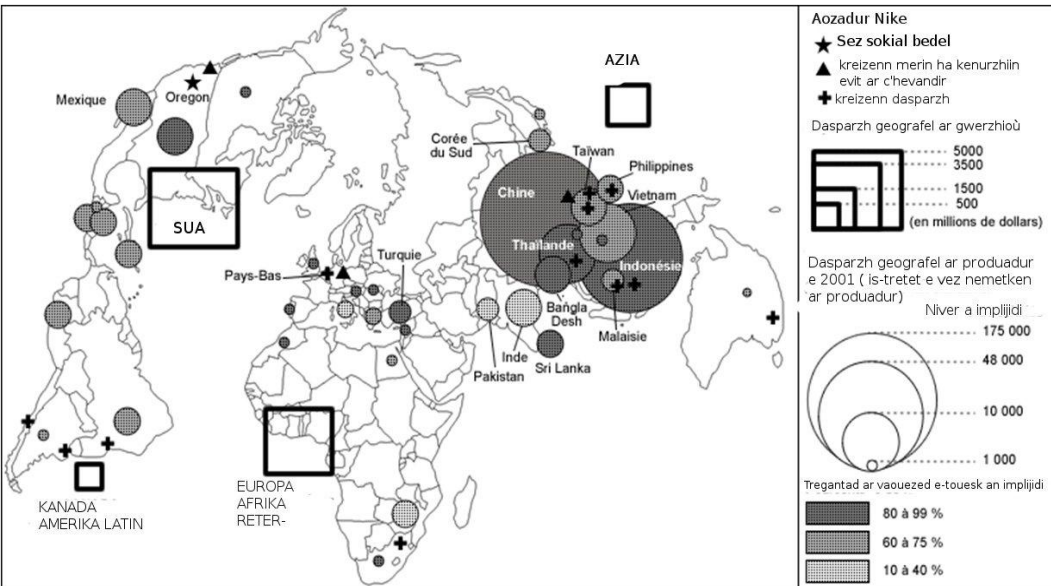 Mexique
Oregon
AZIA
Corée
du Sud
Taïwan
Philippines
Chine
Vietnam
SUA
Turquie
Pays-Bas
Thaïlande
Indonésie
Bangla
Desh
Malaisie
Inde
Sri Lanka
Pakistan
KANADA
AMERIKA LATIN
EUROPA
AFRIKA
RETER-
Aozadur Nike
Sez sokial bedel
kreizenn merin ha kenurzhiin
evit ar c'hevandir
kreizenn dasparzh
Dasparzh geografel ar gwerzhioù
5000
3500
1500
500
(en millions de dollars)
Dasparzh geografel ar produadur
e 2001 ( is-tretet e vez nemetken
ar produadur)
Niver a implijidi
175 000
48 000
10 000
1 000
Tregantad ar vaouezed e-touesk an implijidi
80 à 99 %
60 à 75 %
10 à 40 %